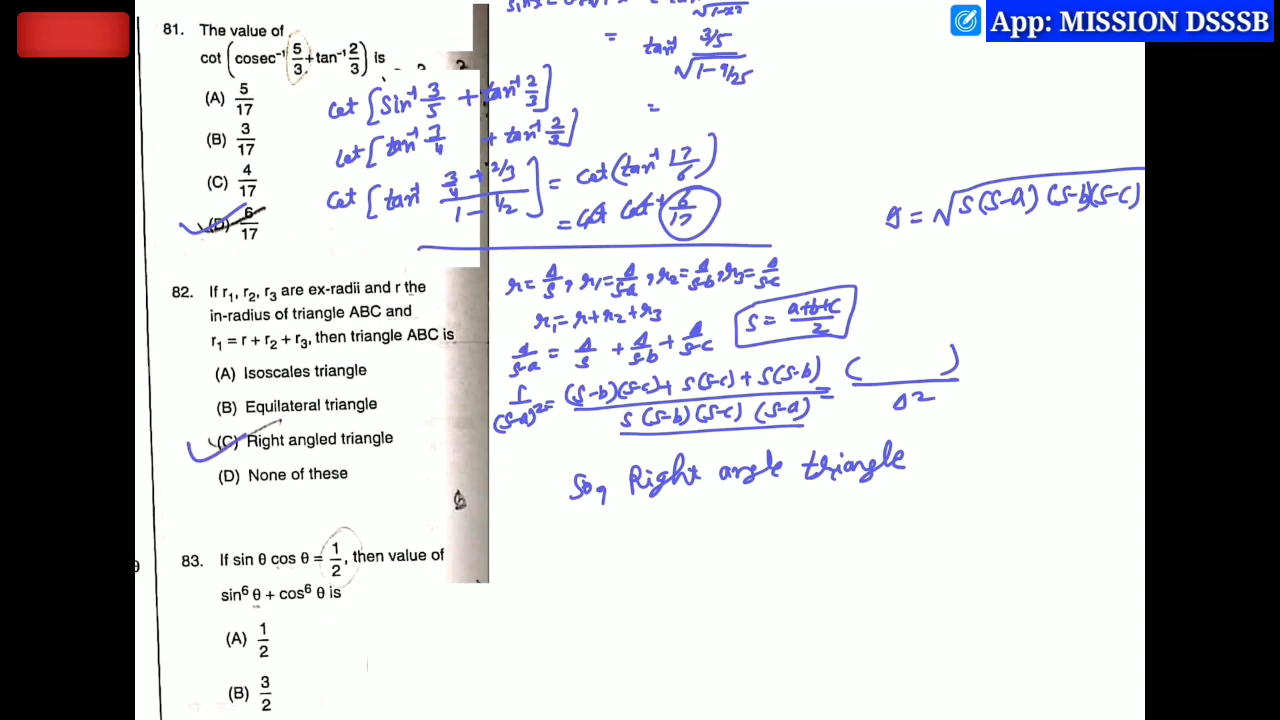 App: MISSION DSSSB
81. The value of
cot (cosec⁻¹ 5/3 + tan⁻¹ 2/3) is
(A) 5/17
(B) 3/17
(C) 4/17
(D) 6/17
= tan⁻¹ (3/5)/√(1-9/25)
=
cot [sin⁻¹ 3/5 + tan⁻¹ 2/3]
cot [tan⁻¹ 3/4 + tan⁻¹ 2/3]
cot [tan⁻¹ (3/4 + 2/3)/(1 - 1/2)] = cot (tan⁻¹ 17/6)
= cot cot⁻¹ 6/17
Δ = √s(s-a)(s-b)(s-c)
82. If r₁, r₂, r₃ are ex-radii and r the
in-radius of triangle ABC and
r₁ = r + r₂ + r₃, then triangle ABC is
(A) Isoscales triangle
(B) Equilateral triangle
(C) Right angled triangle
(D) None of these
r = Δ/s, r₁ = Δ/s-a, r₂ = Δ/s-b, r₃ = Δ/s-c
r₁ = r + r₂ + r₃
s = a+b+c/2
Δ/s-a = Δ/s + Δ/s-b + Δ/s-c
(s-b)(s-c) + s(s-c) + s(s-b) / s(s-b)(s-c)(s-a) = ( ) / Δ²
So, Right angle triangle
83. If sin θ cos θ = 1/2, then value of
sin⁶ θ + cos⁶ θ is
(A) 1/2
(B) 3/2